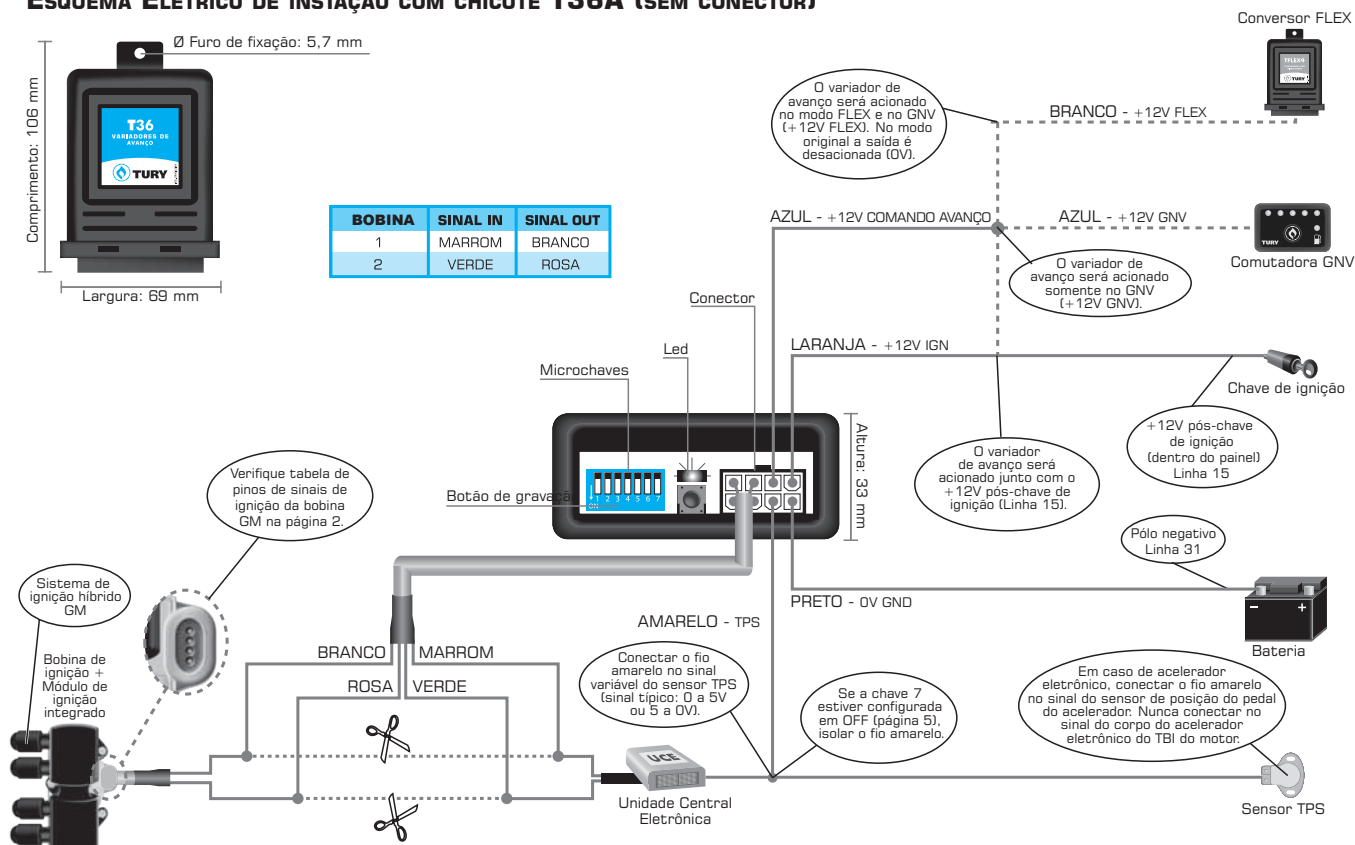 ESQUEMA ELÉTRICO DE INSTAÇÃO COM CHICOTE T36A (SEM CONECTOR)
Ø Furo de fixação: 5,7 mm
Comprimento: 106 mm
T36
VARIADORES DE
AVANÇO
TURY
Largura: 69 mm
BOBINA SINAL IN SINAL OUT
1 MARROM BRANCO
2 VERDE ROSA
Conversor FLEX
TURY
O variador de
avanço será acionado
no modo FLEX e no GNV
(+12V FLEX). No modo
original a saída é
desacionada (0V).
BRANCO - +12V FLEX
AZUL - +12V COMANDO AVANÇO
AZUL - +12V GNV
TURY
Comutadora GNV
O variador de
avanço será acionado
somente no GNV
(+12V GNV).
LARANJA - +12V IGN
Chave de ignição
+12V pós-chave
de ignição
(dentro do painel)
Linha 15
O variador
de avanço será
acionado junto com o
+12V pós-chave de
ignição (Linha 15).
Conector
Led
Microchaves
Botão de gravação
ON
1 2 3 4 5 6 7
Altura: 33 mm
Pólo negativo
Linha 31
PRETO - 0V GND
- +
Bateria
Verifique tabela de
pinos de sinais de
ignição da bobina
GM na página 2.
Sistema de
ignição híbrido
GM
Bobina de
ignição +
Módulo de
ignição
integrado
BRANCO MARROM
ROSA VERDE
AMARELO - TPS
Conectar o fio
amarelo no sinal
variável do sensor TPS
(sinal típico: 0 a 5V
ou 5 a 0V).
Se a chave 7
estiver configurada
em OFF (página 5),
isolar o fio amarelo.
Em caso de acelerador
eletrônico, conectar o fio amarelo
no sinal do sensor de posição do pedal
do acelerador. Nunca conectar no
sinal do corpo do acelerador
eletrônico do TBI do motor.
UCE
Unidade Central
Eletrônica
Sensor TPS